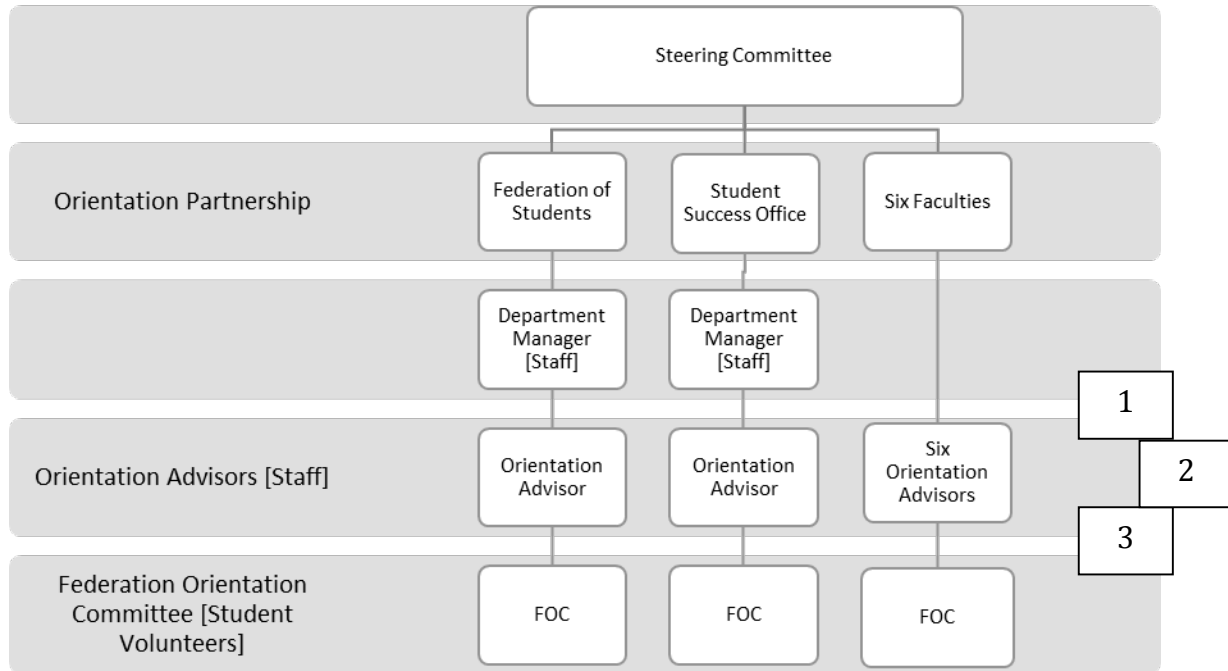 Steering Committee
Orientation Partnership
Federation of
Students
Student
Success Office
Six Faculties
Department
Manager
[Staff]
Department
Manager
[Staff]
1
Orientation Advisors [Staff]
Orientation
Advisor
Orientation
Advisor
Six
Orientation
Advisors
2
3
Federation Orientation
Committee [Student
Volunteers]
FOC
FOC
FOC